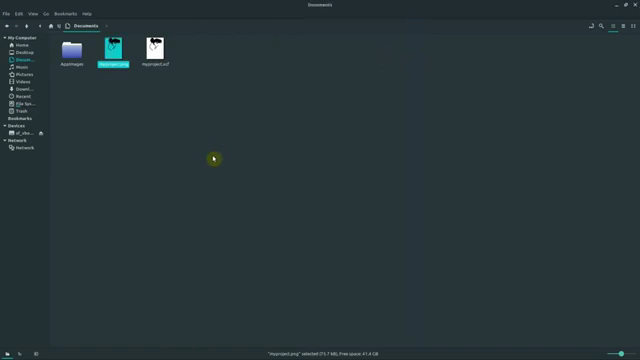 Documents
File Edit View Go Bookmarks Help
Documents
My Computer
Home
Desktop
Docum...
Music
Pictures
Videos
Downl...
Recent
File Sys...
Trash
Bookmarks
Devices
sf_vbo...
Network
Network
AppImages
myproject.png
myproject.xcf
"myproject.png" selected (75.7 kB), Free space: 41.4 GB